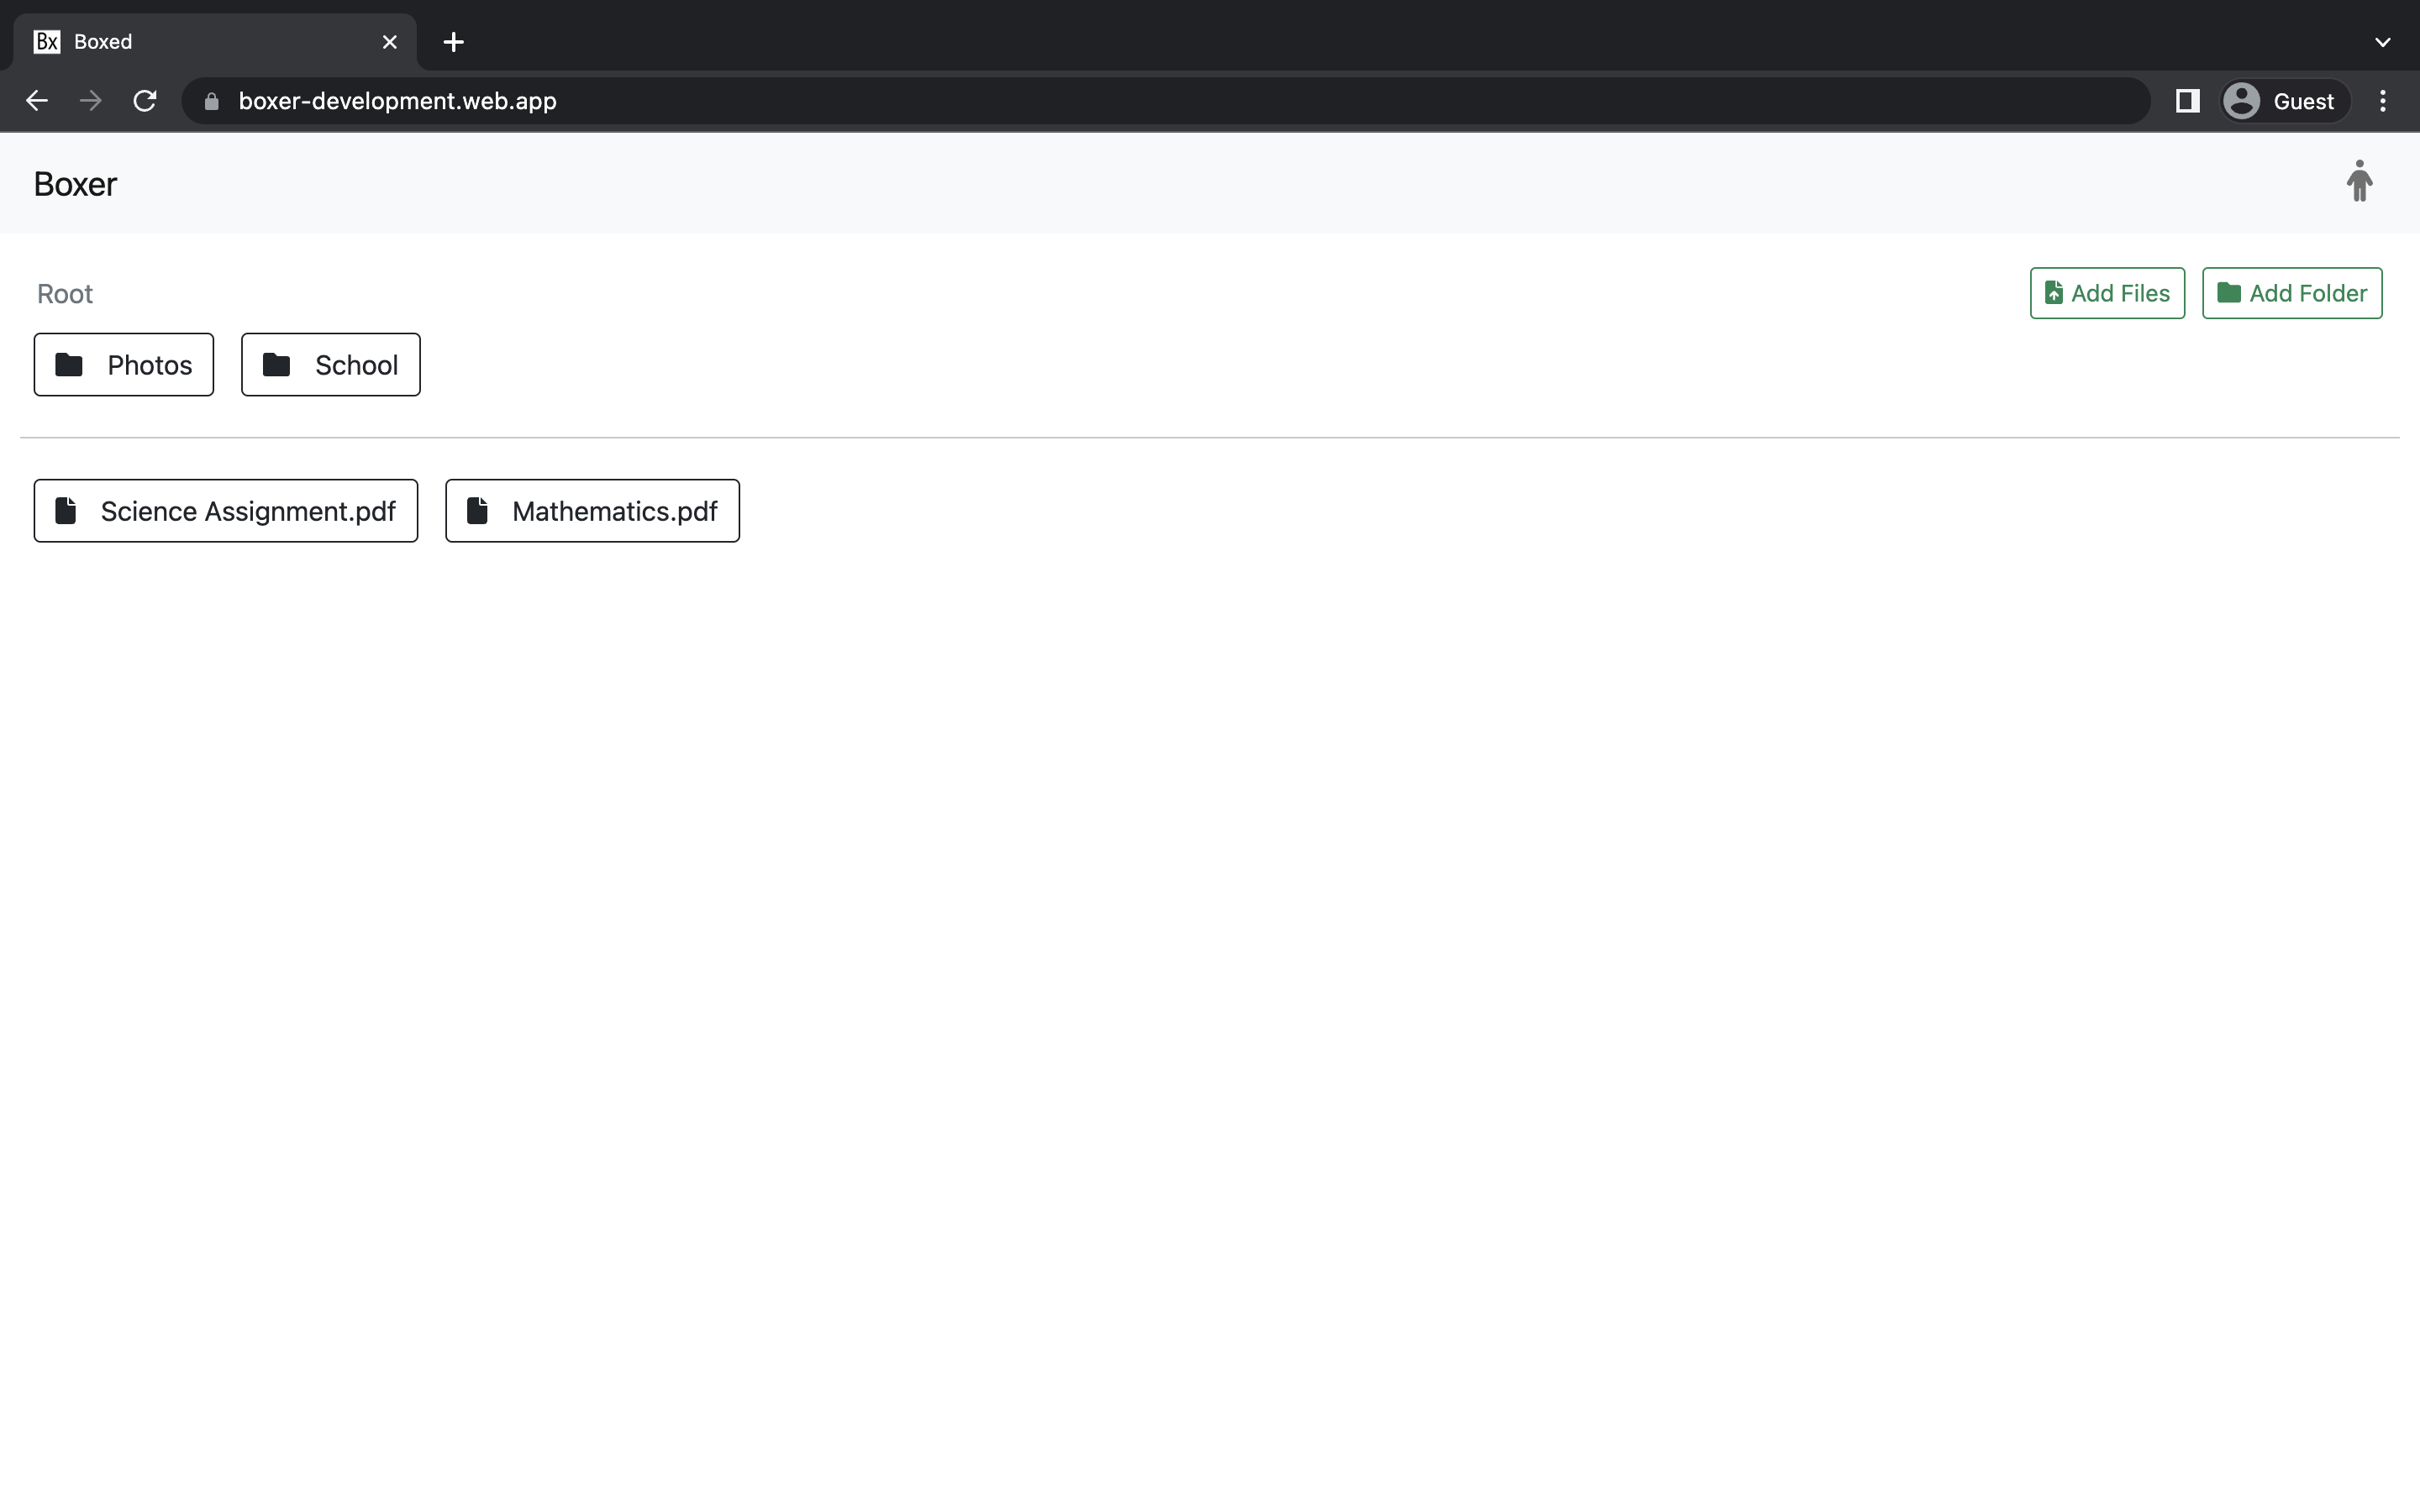 Bx Boxed
boxer-development.web.app Guest
Boxer
Root Add Files Add Folder
Photos School
Science Assignment.pdf Mathematics.pdf